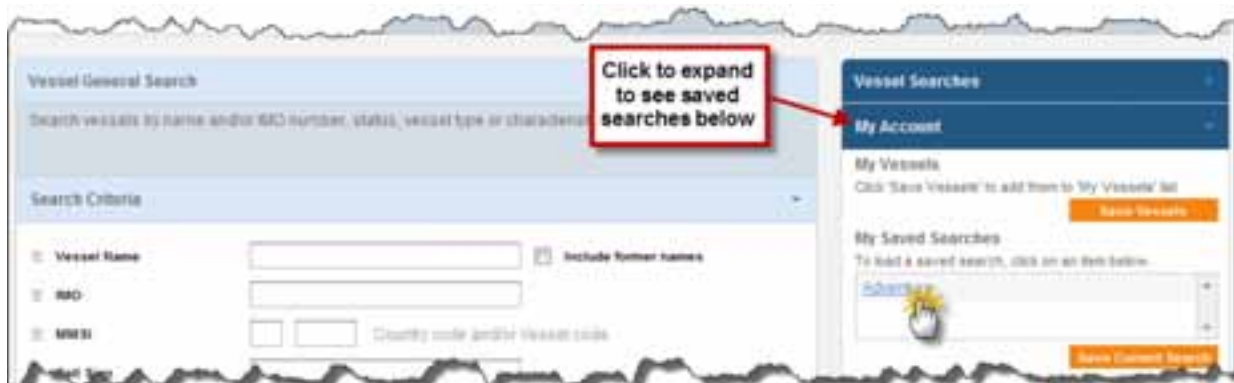 Vessel General Search
Search vessels by name and/or IMO number, status, vessel type or
Click to expand
to see saved
searches below
Search Criteria
Vessel Name
Include former names
IMO
MMSI
Country code and/or Vessel code
Vessel Searches
My Account
My Vessels
Click 'Save Vessels' to add them to 'My Vessels' list
Save Vessels
My Saved Searches
To load a saved search, click on an item below.
Save Current Search